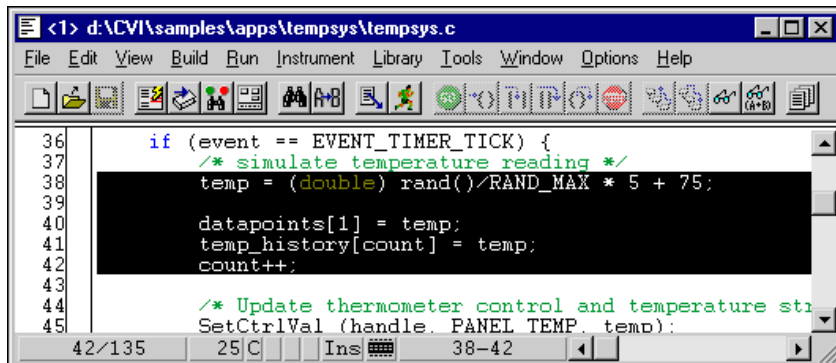 <1> d:\CVI\samples\apps\tempsys\tempsys.c
File Edit View Build Run Instrument Library Tools Window Options Help
36 if (event == EVENT_TIMER_TICK) {
37 /* simulate temperature reading */
38 temp = (double) rand()/RAND_MAX * 5 + 75;
39
40 datapoints[1] = temp;
41 temp_history[count] = temp;
42 count++;
43
44 /* Update thermometer control and temperature str
45 SetCtrlVal (handle, PANEL_TEMP, temp);
42/135 25 C Ins 38-42